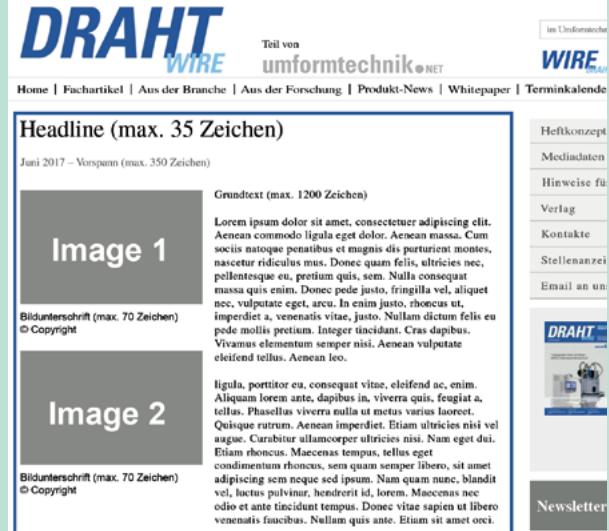 DRAHT
WIRE
Teil von
umformtechnik.NET
im Umformtechn
WIRE
Home | Fachartikel | Aus der Branche | Aus der Forschung | Produkt-News | Whitepaper | Terminkalende
Headline (max. 35 Zeichen)
Juni 2017 – Vorspann (max. 350 Zeichen)
Image 1
Bildunterschrift (max. 70 Zeichen)
© Copyright
Image 2
Bildunterschrift (max. 70 Zeichen)
© Copyright
Grundtext (max. 1200 Zeichen)
Lorem ipsum dolor sit amet, consectetuer adipiscing elit.
Aenean commodo ligula eget dolor. Aenean massa. Cum
sociis natoque penatibus et magnis dis parturient montes,
nascetur ridiculus mus. Donec quam felis, ultricies nec,
pellentesque eu, pretium quis, sem. Nulla consequat
massa quis enim. Donec pede justo, fringilla vel, aliquet
nec, vulputate eget, arcu. In enim justo, rhoncus ut,
imperdiet a, venenatis vitae, justo. Nullam dictum felis eu
pede mollis pretium. Integer tincidunt. Cras dapibus.
Vivamus elementum semper nisi. Aenean vulputate
eleifend tellus. Aenean leo.
ligula, porttitor eu, consequat vitae, eleifend ac, enim.
Aliquam lorem ante, dapibus in, viverra quis, feugiat a,
tellus. Phasellus viverra nulla ut metus varius laoreet.
Quisque rutrum. Aenean imperdiet. Etiam ultricies nisi vel
augue. Curabitur ullamcorper ultricies nisi. Nam eget dui.
Etiam rhoncus. Maecenas tempus, tellus eget
condimentum rhoncus, sem quam semper libero, sit amet
adipiscing sem neque sed ipsum. Nam quam nunc, blandit
vel, luctus pulvinar, hendrerit id, lorem. Maecenas nec
odio et ante tincidunt tempus. Donec vitae sapien ut libero
venenatis faucibus. Nullam quis ante. Etiam sit amet orci.
Heftkonzept
Mediadaten
Hinweise fü
Verlag
Kontakte
Stellenanzei
Email an un
DRAHT
Newsletter